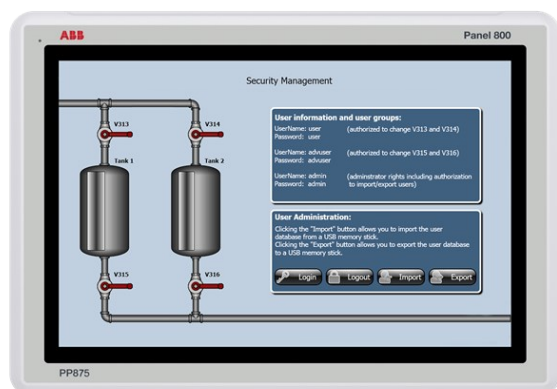 ABB
Panel 800
Security Management
V313
V314
Tank 1
Tank 2
V315
V316
User information and user groups:
UserName: user (authorized to change V313 and V314)
Password: user
UserName: advuser (authorized to change V315 and V316)
Password: advuser
UserName: admin (adminstrator rights including authorization
Password: admin to import/export users)
User Administration:
Clicking the "Import" button allows you to import the user
database from a USB memory stick.
Clicking the "Export" button allows you to export the user database
to a USB memory stick.
Login Logout Import Export
PP875